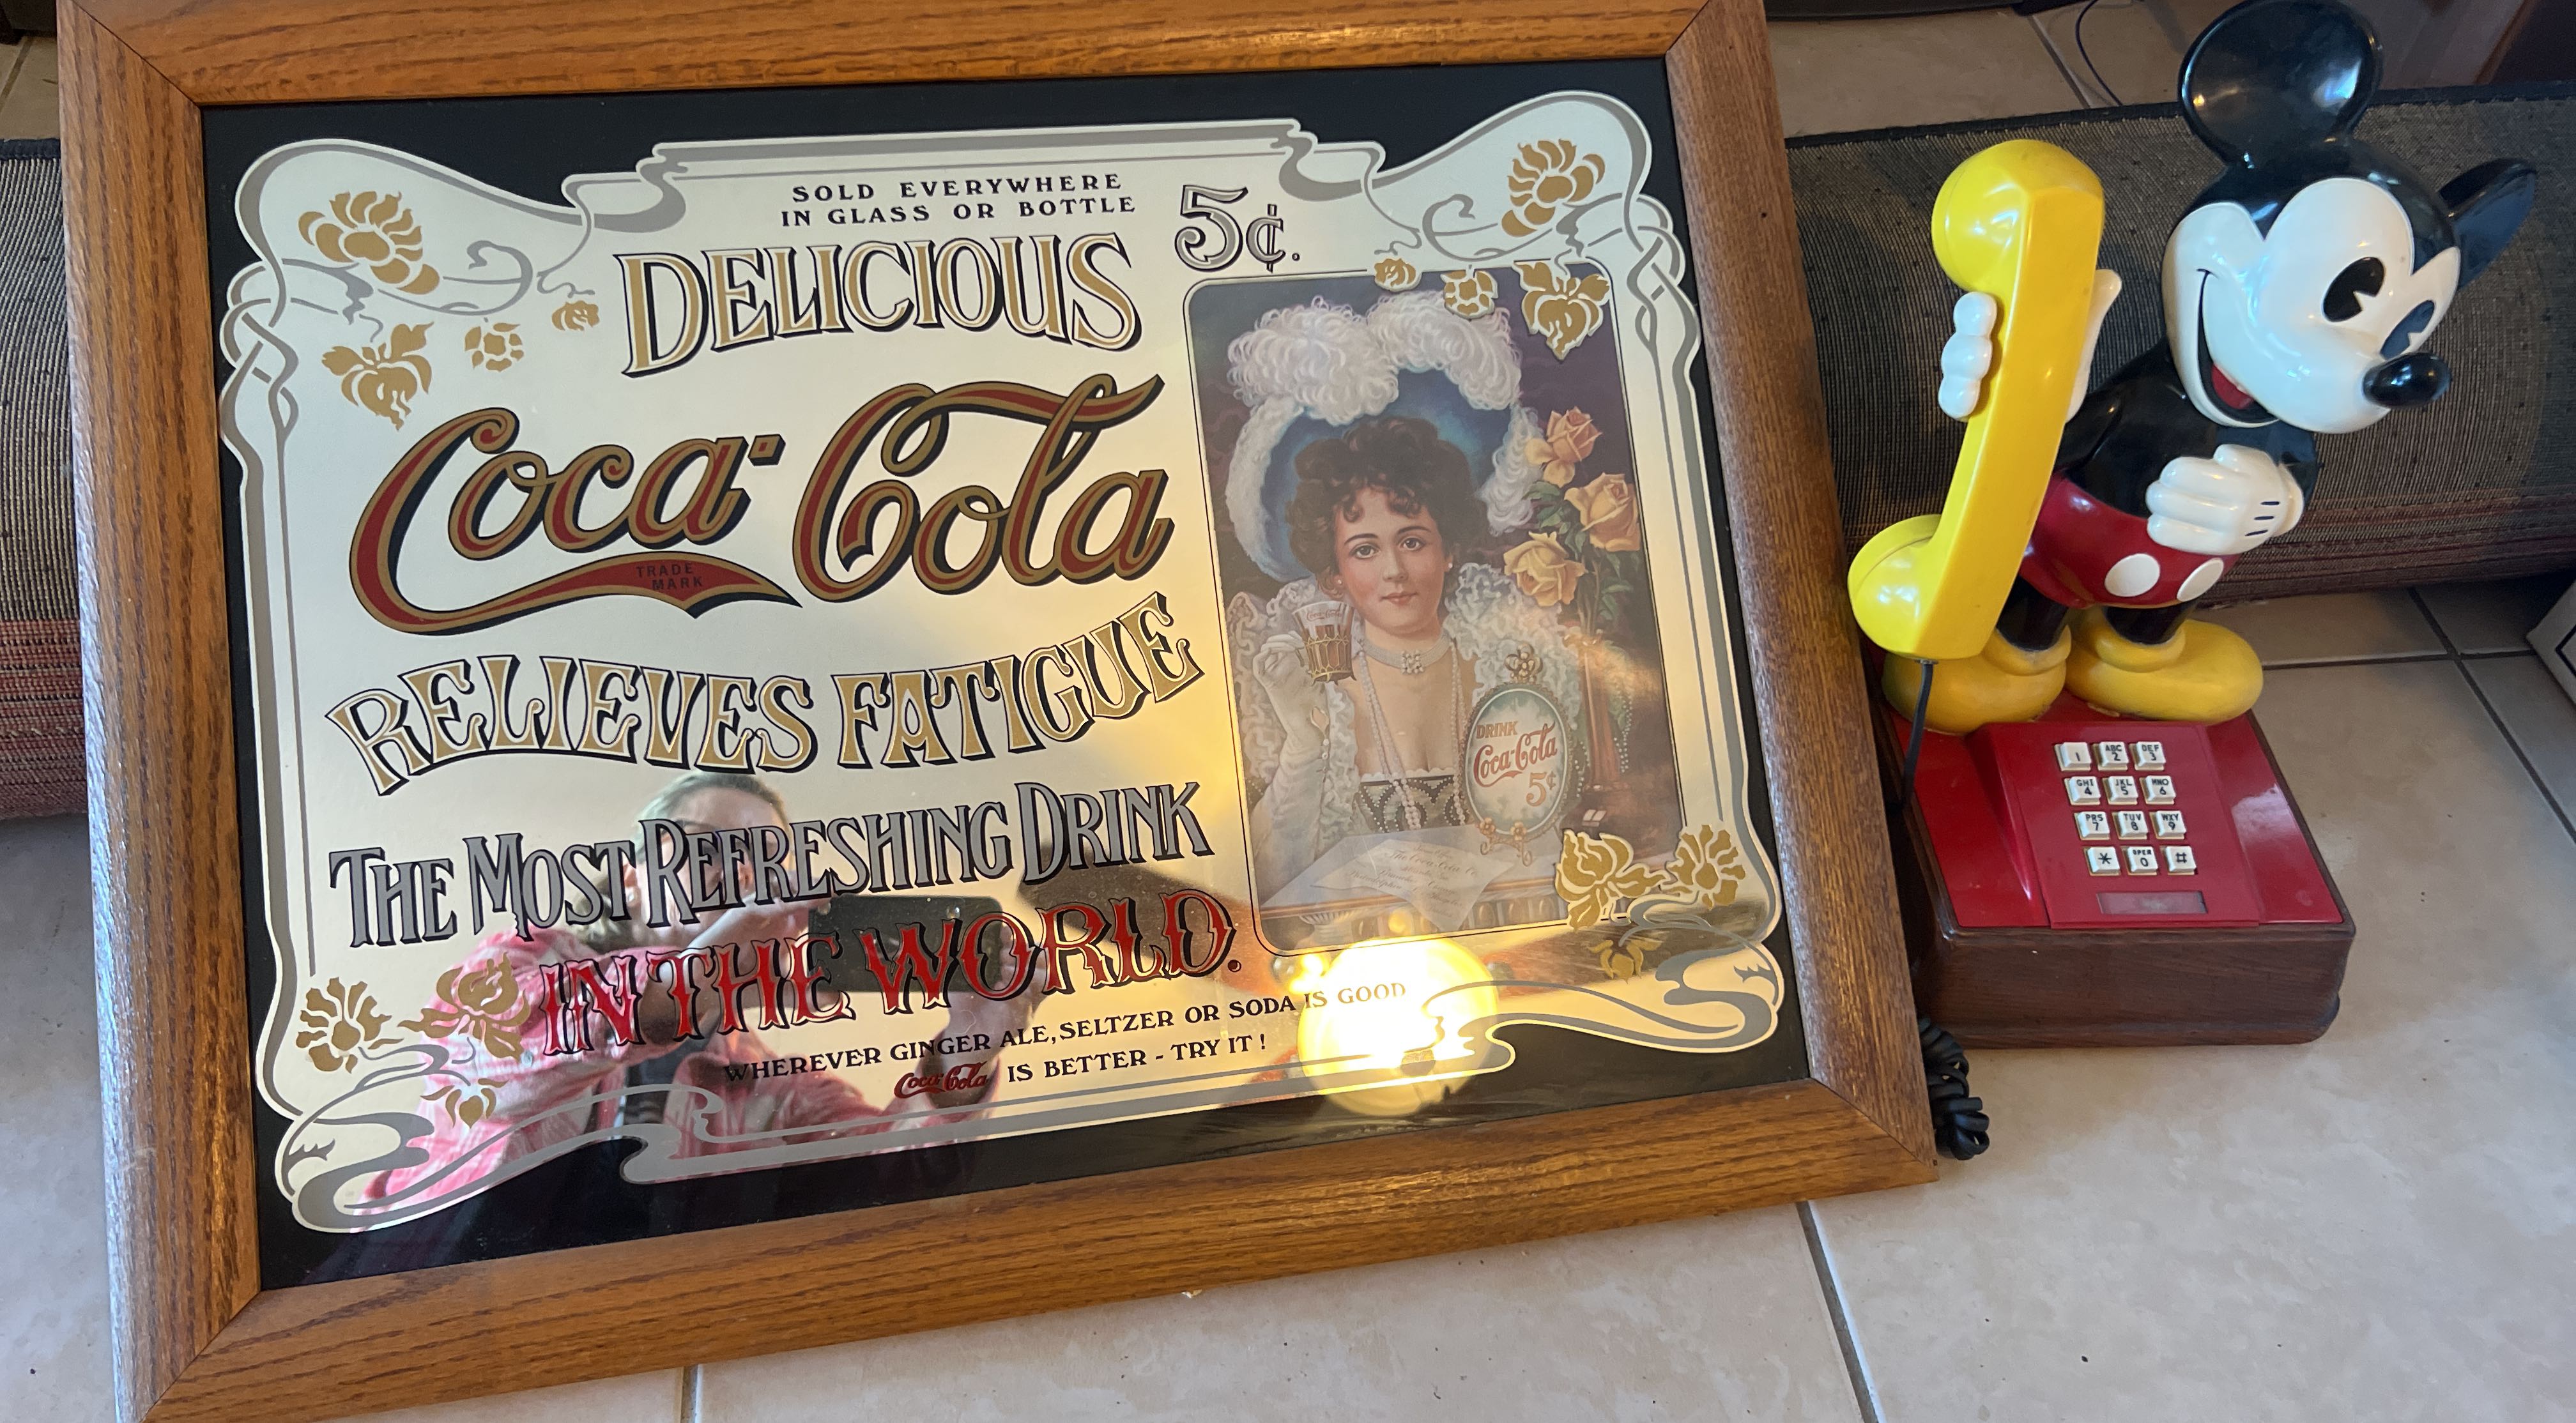 SOLD EVERYWHERE
IN GLASS OR BOTTLE
5¢.
DELICIOUS
Coca-Cola
TRADE
MARK
RELIEVES FATIGUE
THE MOST REFRESHING DRINK
IN THE WORLD.
WHEREVER GINGER ALE, SELTZER OR SODA IS GOOD
Coca-Cola IS BETTER - TRY IT!
DRINK
Coca-Cola
5¢
1 ABC 2 DEF 3
GHI 4 JKL 5 MNO 6
PRS 7 TUV 8 WXY 9
* OPER 0 #